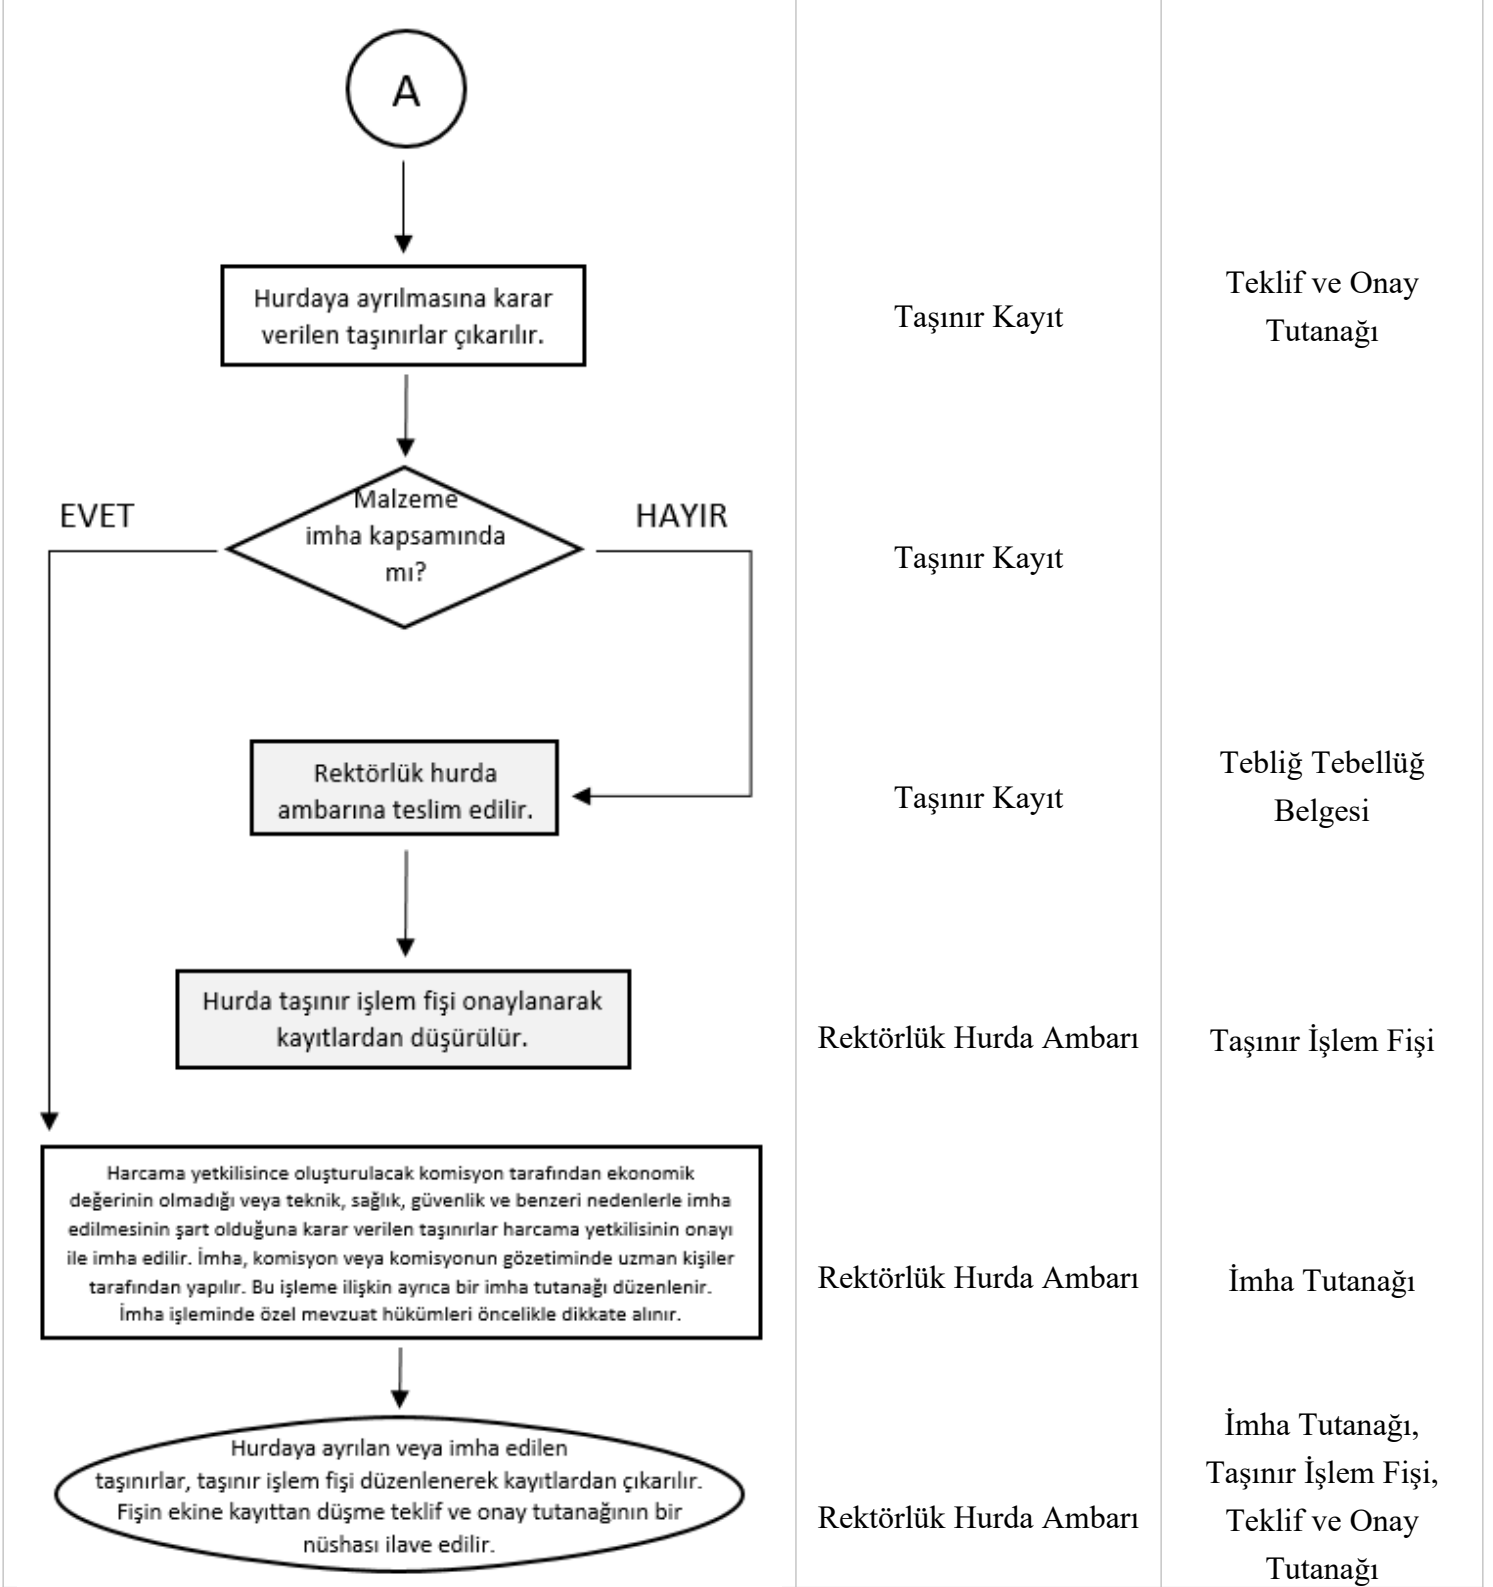 A
Hurdaya ayrılmasına karar
verilen taşınırlar çıkarılır.
Taşınır Kayıt
Teklif ve Onay
Tutanağı
EVET
Malzeme
imha kapsamında
mı?
HAYIR
Taşınır Kayıt
Rektörlük hurda
ambarına teslim edilir.
Taşınır Kayıt
Tebliğ Tebellüğ
Belgesi
Hurda taşınır işlem fişi onaylanarak
kayıtlardan düşürülür.
Rektörlük Hurda Ambarı
Taşınır İşlem Fişi
Harcama yetkilisince oluşturulacak komisyon tarafından ekonomik
değerinin olmadığı veya teknik, sağlık, güvenlik ve benzeri nedenlerle imha
edilmesinin şart olduğuna karar verilen taşınırlar harcama yetkilisinin onayı
ile imha edilir. İmha, komisyon veya komisyonun gözetiminde uzman kişiler
tarafından yapılır. Bu işleme ilişkin ayrıca bir imha tutanağı düzenlenir.
İmha işleminde özel mevzuat hükümleri öncelikle dikkate alınır.
Rektörlük Hurda Ambarı
İmha Tutanağı
Hurdaya ayrılan veya imha edilen
taşınırlar, taşınır işlem fişi düzenlenerek kayıtlardan çıkarılır.
Fişin ekine kayıttan düşme teklif ve onay tutanağının bir
nüshası ilave edilir.
Rektörlük Hurda Ambarı
İmha Tutanağı,
Taşınır İşlem Fişi,
Teklif ve Onay
Tutanağı